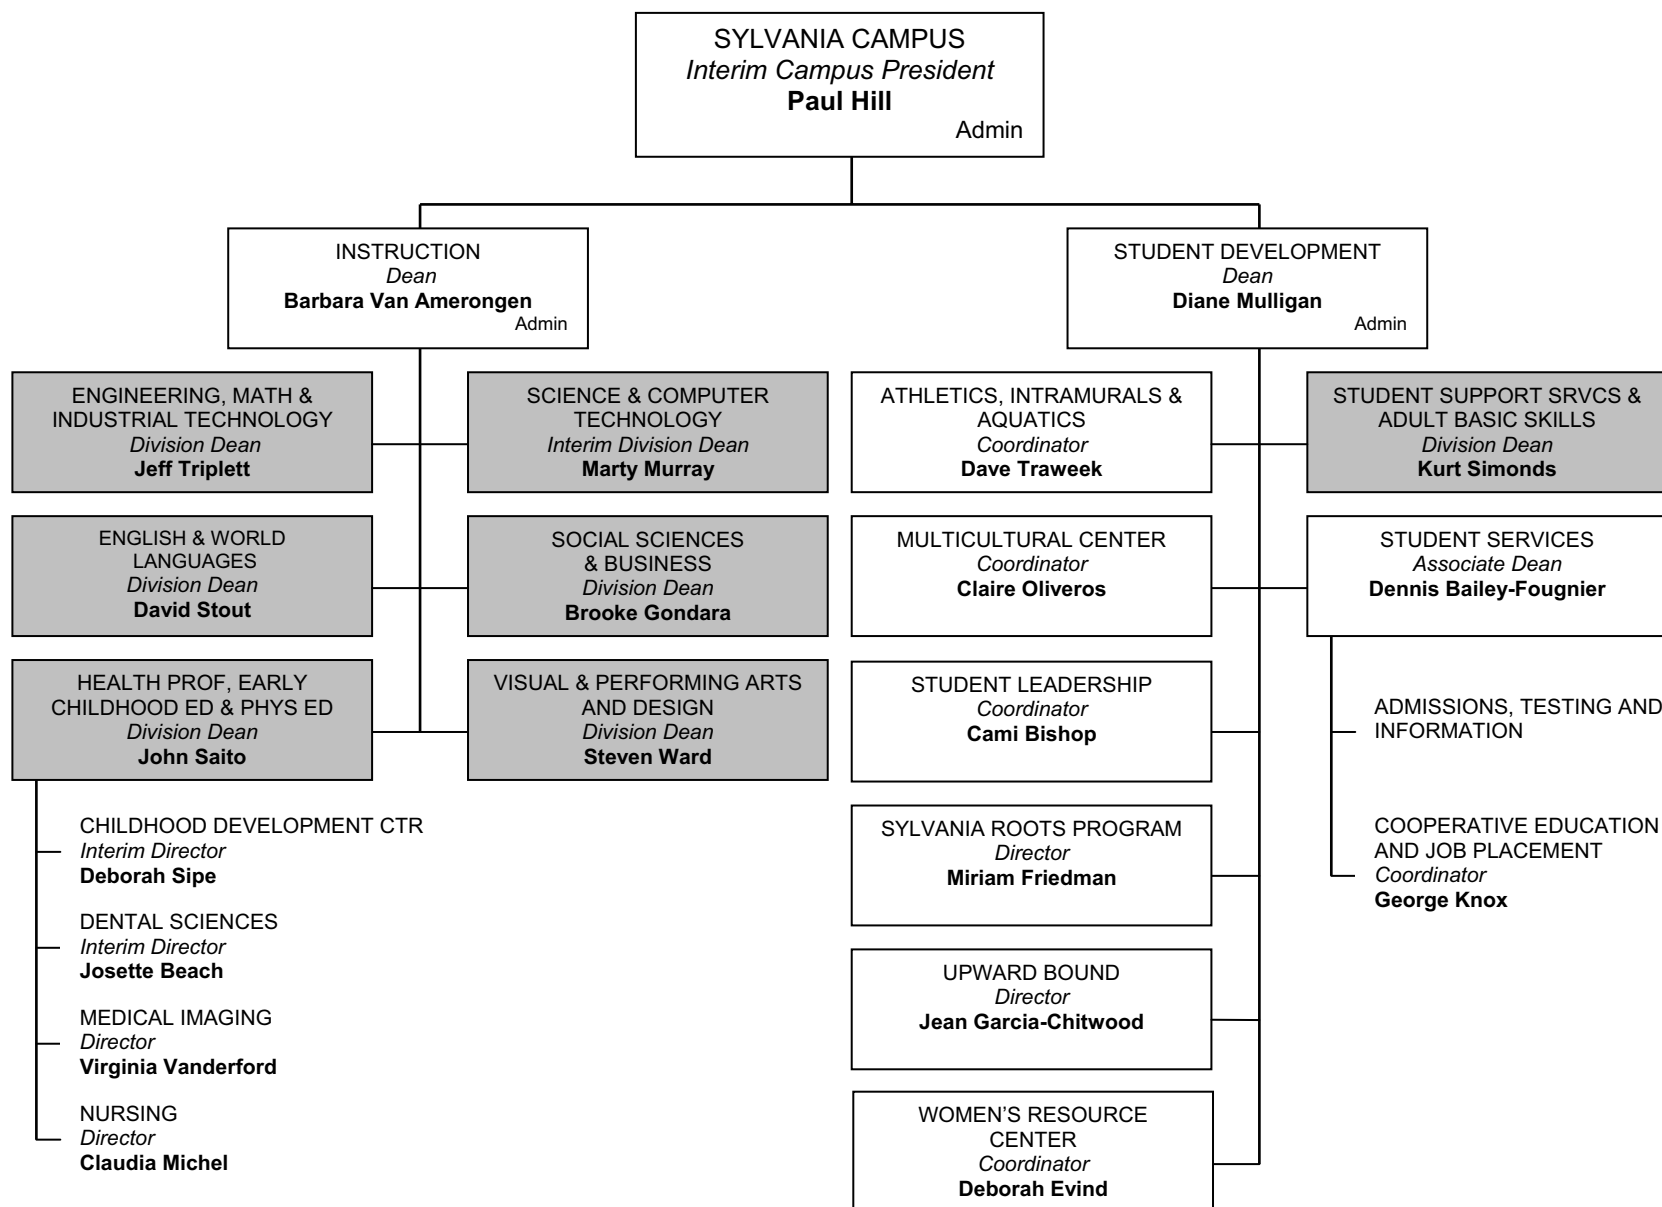 SYLVANIA CAMPUS
Interim Campus President
Paul Hill
Admin
INSTRUCTION
Dean
Barbara Van Amerongen
Admin
STUDENT DEVELOPMENT
Dean
Diane Mulligan
Admin
ENGINEERING, MATH &
INDUSTRIAL TECHNOLOGY
Division Dean
Jeff Triplett
SCIENCE & COMPUTER
TECHNOLOGY
Interim Division Dean
Marty Murray
ATHLETICS, INTRAMURALS &
AQUATICS
Coordinator
Dave Traweek
STUDENT SUPPORT SRVCS &
ADULT BASIC SKILLS
Division Dean
Kurt Simonds
ENGLISH & WORLD
LANGUAGES
Division Dean
David Stout
SOCIAL SCIENCES
& BUSINESS
Division Dean
Brooke Gondara
MULTICULTURAL CENTER
Coordinator
Claire Oliveros
STUDENT SERVICES
Associate Dean
Dennis Bailey-Fougnier
HEALTH PROF, EARLY
CHILDHOOD ED & PHYS ED
Division Dean
John Saito
VISUAL & PERFORMING ARTS
AND DESIGN
Division Dean
Steven Ward
STUDENT LEADERSHIP
Coordinator
Cami Bishop
ADMISSIONS, TESTING AND
INFORMATION
CHILDHOOD DEVELOPMENT CTR
Interim Director
Deborah Sipe
SYLVANIA ROOTS PROGRAM
Director
Miriam Friedman
COOPERATIVE EDUCATION
AND JOB PLACEMENT
Coordinator
George Knox
DENTAL SCIENCES
Interim Director
Josette Beach
UPWARD BOUND
Director
Jean Garcia-Chitwood
MEDICAL IMAGING
Director
Virginia Vanderford
NURSING
Director
Claudia Michel
WOMEN'S RESOURCE
CENTER
Coordinator
Deborah Evind